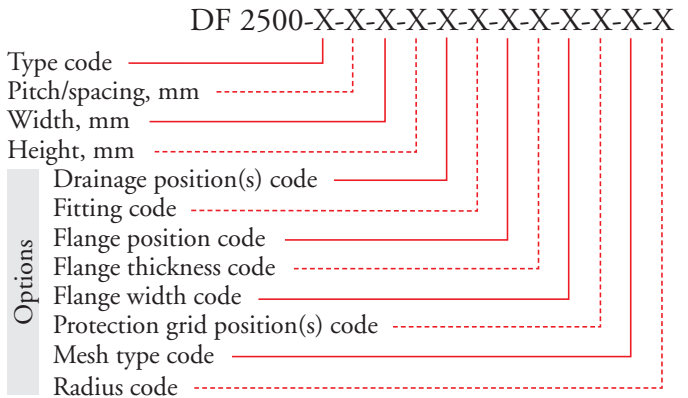 DF 2500-X-X-X-X-X-X-X-X-X-X-X-X
Type code
Pitch/spacing, mm
Width, mm
Height, mm
Options
Drainage position(s) code
Fitting code
Flange position code
Flange thickness code
Flange width code
Protection grid position(s) code
Mesh type code
Radius code